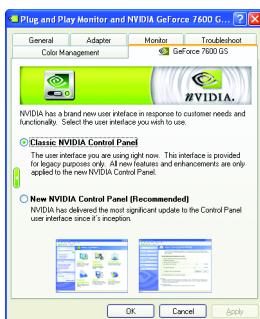 Plug and Play Monitor and NVIDIA GeForce 7600 G...
General
Adapter
Monitor
Troubleshoot
Color Management
GeForce 7600 GS
NVIDIA.
NVIDIA has a brand new user interface in response to customer needs and
functionality. Select the user interface you wish to use.
Classic NVIDIA Control Panel
The user interface you are using right now. This interface is provided
for legacy purposes only. All new features and enhancements are only
applied to the new NVIDIA Control Panel.
New NVIDIA Control Panel (Recommended)
NVIDIA has delivered the most significant update to the Control Panel
user interface since it's inception.
OK
Cancel
Apply